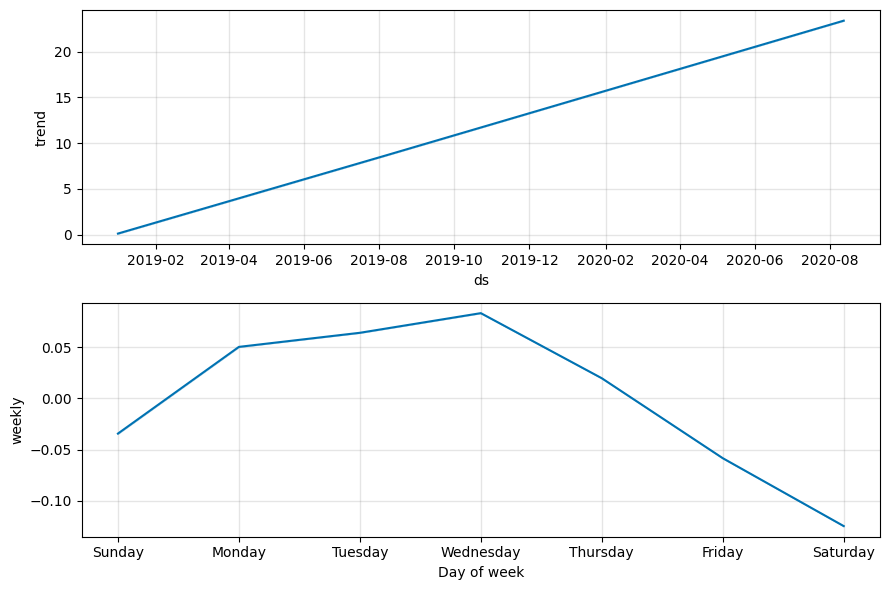 20
15
10
5
0
trend
2019-02 2019-04 2019-06 2019-08 2019-10 2019-12 2020-02 2020-04 2020-06 2020-08
ds
0.05
0.00
−0.05
−0.10
weekly
Sunday Monday Tuesday Wednesday Thursday Friday Saturday
Day of week